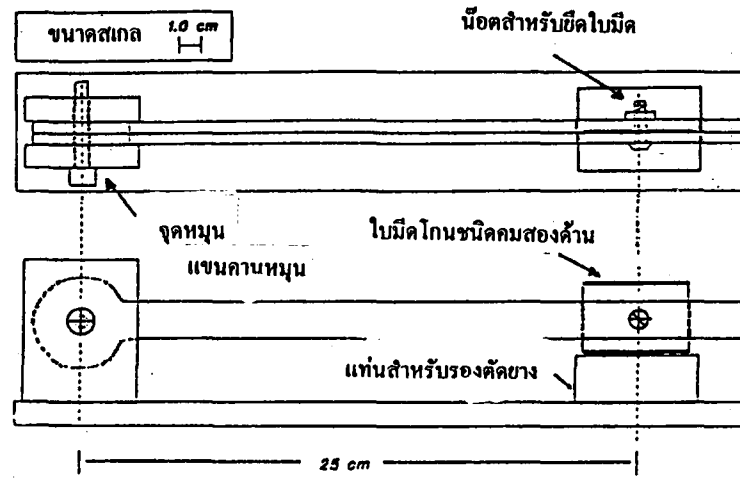 ขนาดสเกล 1.0 cm
น๊อตสำหรับยึดใบมีด
จุดหมุน
ใบมีดโกนชนิดคมสองด้าน
แขนคานหมุน
แท่นสำหรับรองตัดยาง
25 cm